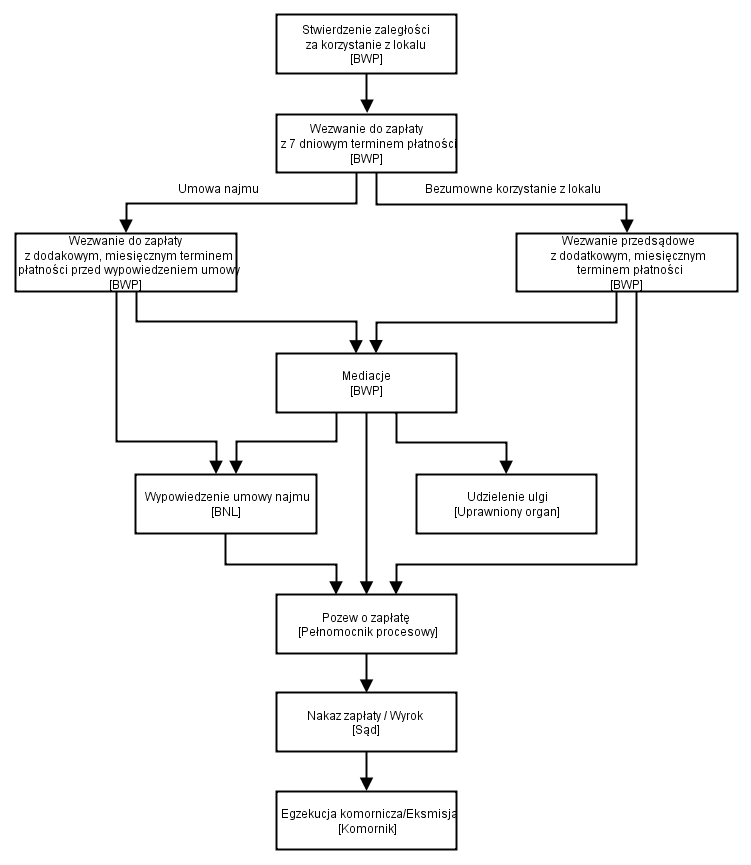 Stwierdzenie zaległości
za korzystanie z lokalu
[BWP]
Wezwanie do zapłaty
z 7 dniowym terminem płatności
[BWP]
Umowa najmu
Bezumowne korzystanie z lokalu
Wezwanie do zapłaty
z dodakowym, miesięcznym terminem
płatności przed wypowiedzeniem umowy
[BWP]
Wezwanie przedsądowe
z dodatkowym, miesięcznym
terminem płatności
[BWP]
Mediacje
[BWP]
Wypowiedzenie umowy najmu
[BNL]
Udzielenie ulgi
[Uprawniony organ]
Pozew o zapłatę
[Pełnomocnik procesowy]
Nakaz zapłaty / Wyrok
[Sąd]
Egzekucja komornicza/Eksmisja
[Komornik]